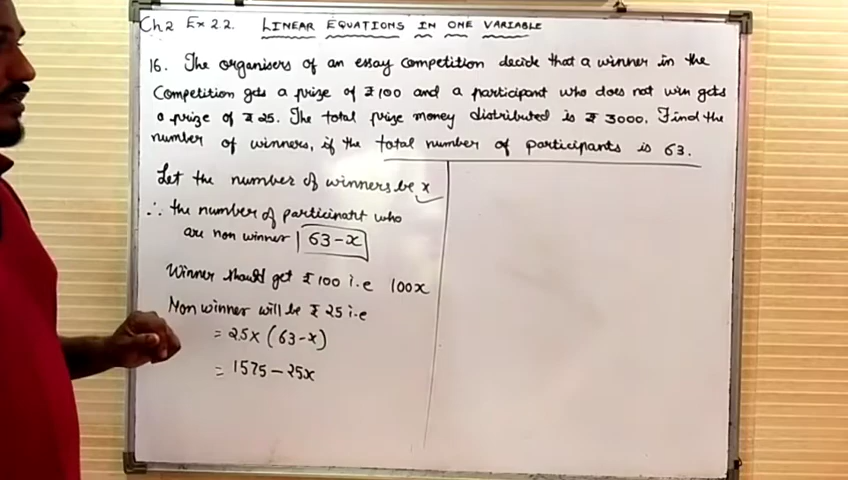 Ch 2 Ex 2.2. LINEAR EQUATIONS IN ONE VARIABLE
16. The organisers of an essay competition decide that a winner in the
Competition gets a prize of ₹100 and a participant who does not win gets
a prize of ₹25. The total prize money distributed is ₹ 3000. Find the
number of winners, if the total number of participants is 63.
Let the number of winners be x
∴ the number of participant who
are non winner 63-x
Winner should get ₹100 i.e 100x
Non winner will be ₹25 i.e
= 25×(63-x)
= 1575-25x